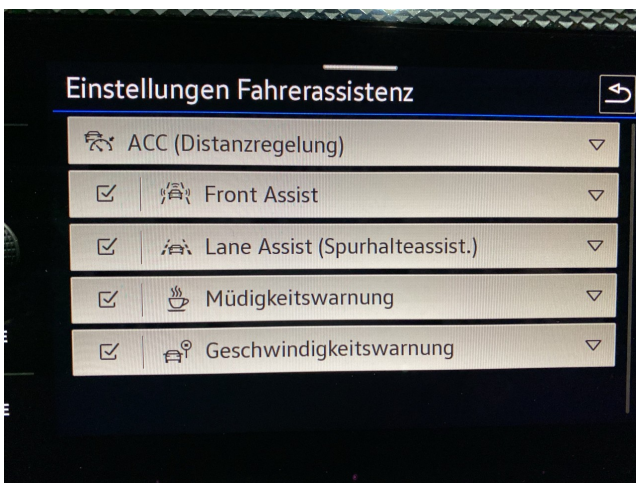 Einstellungen Fahrerassistenz
ACC (Distanzregelung)
Front Assist
Lane Assist (Spurhalteassist.)
Müdigkeitswarnung
Geschwindigkeitswarnung